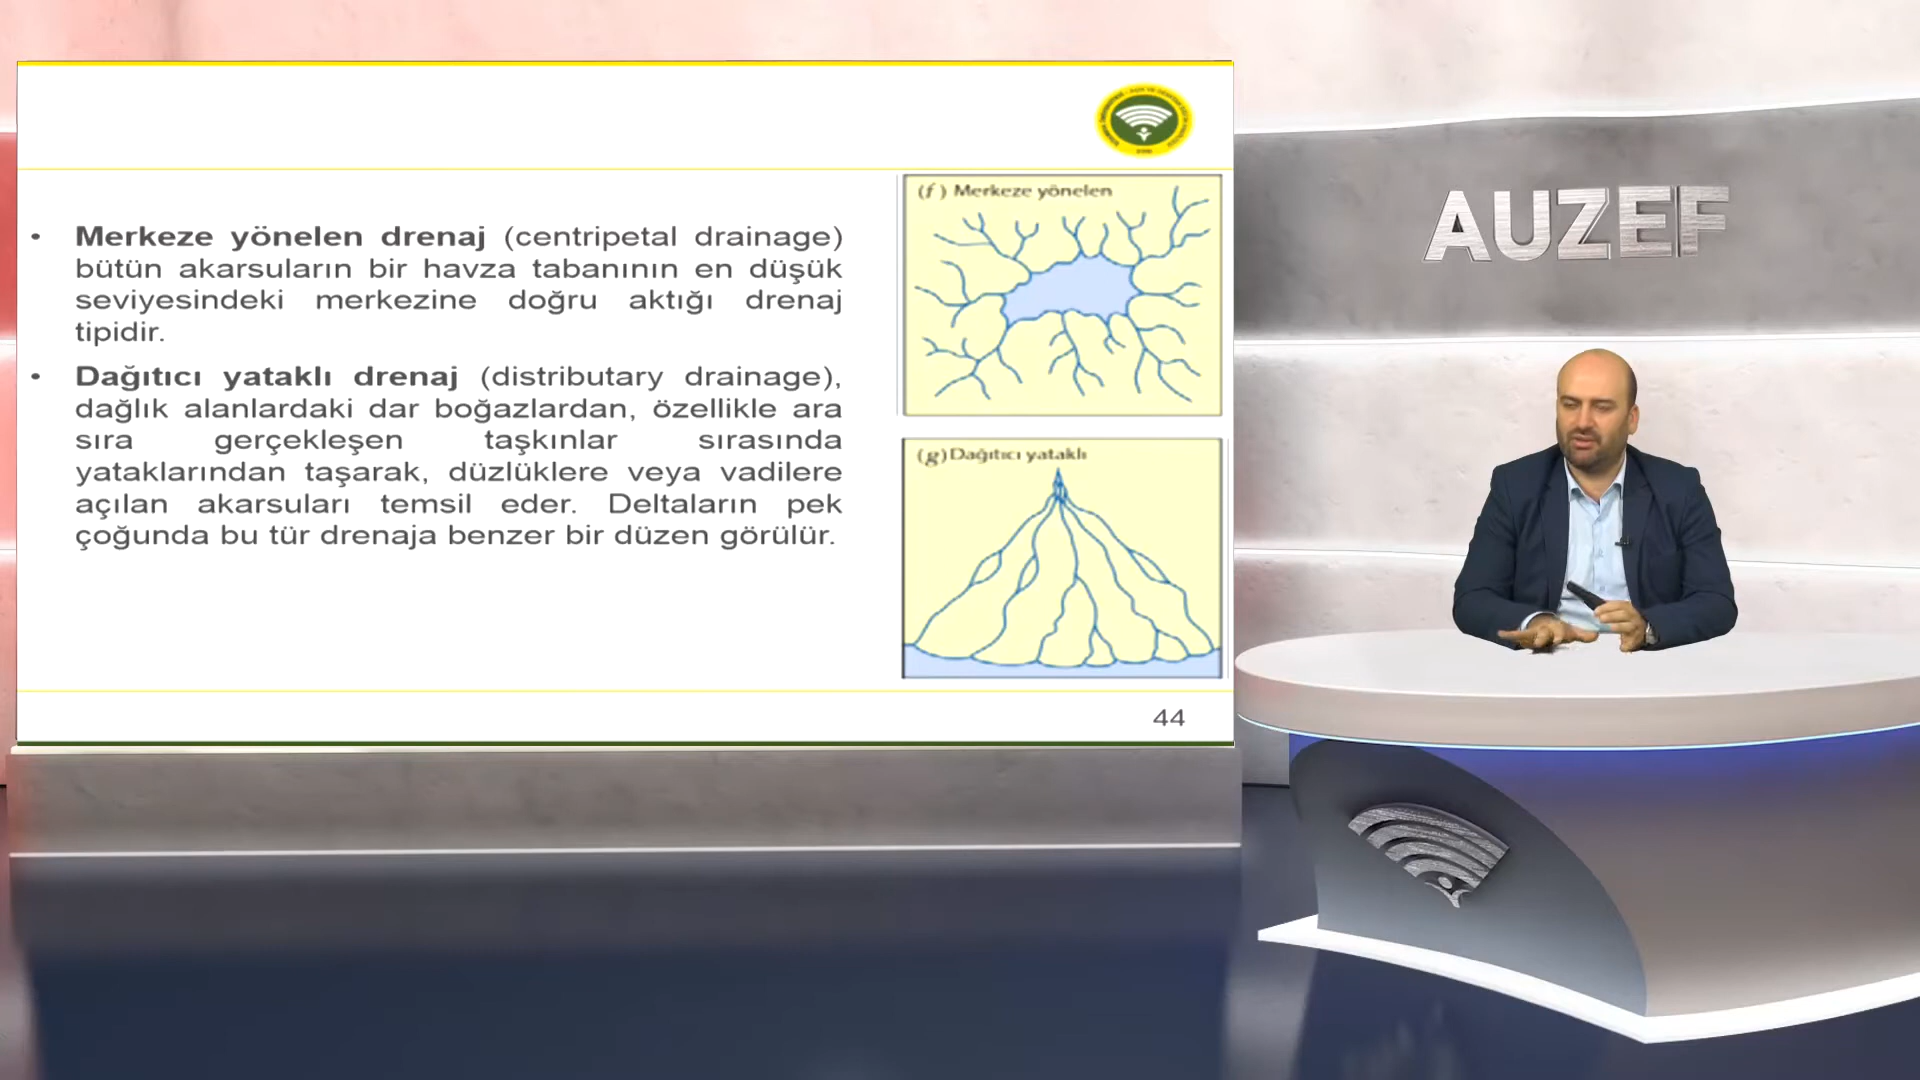 • Merkeze yönelen drenaj (centripetal drainage)
bütün akarsuların bir havza tabanının en düşük
seviyesindeki merkezine doğru aktığı drenaj
tipidir.
• Dağıtıcı yataklı drenaj (distributary drainage),
dağlık alanlardaki dar boğazlardan, özellikle ara
sıra gerçekleşen taşkınlar sırasında
yataklarından taşarak, düzlüklere veya vadilere
açılan akarsuları temsil eder. Deltaların pek
çoğunda bu tür drenaja benzer bir düzen görülür.
(f) Merkeze yönelen
(g) Dağıtıcı yataklı
44
AUZEF